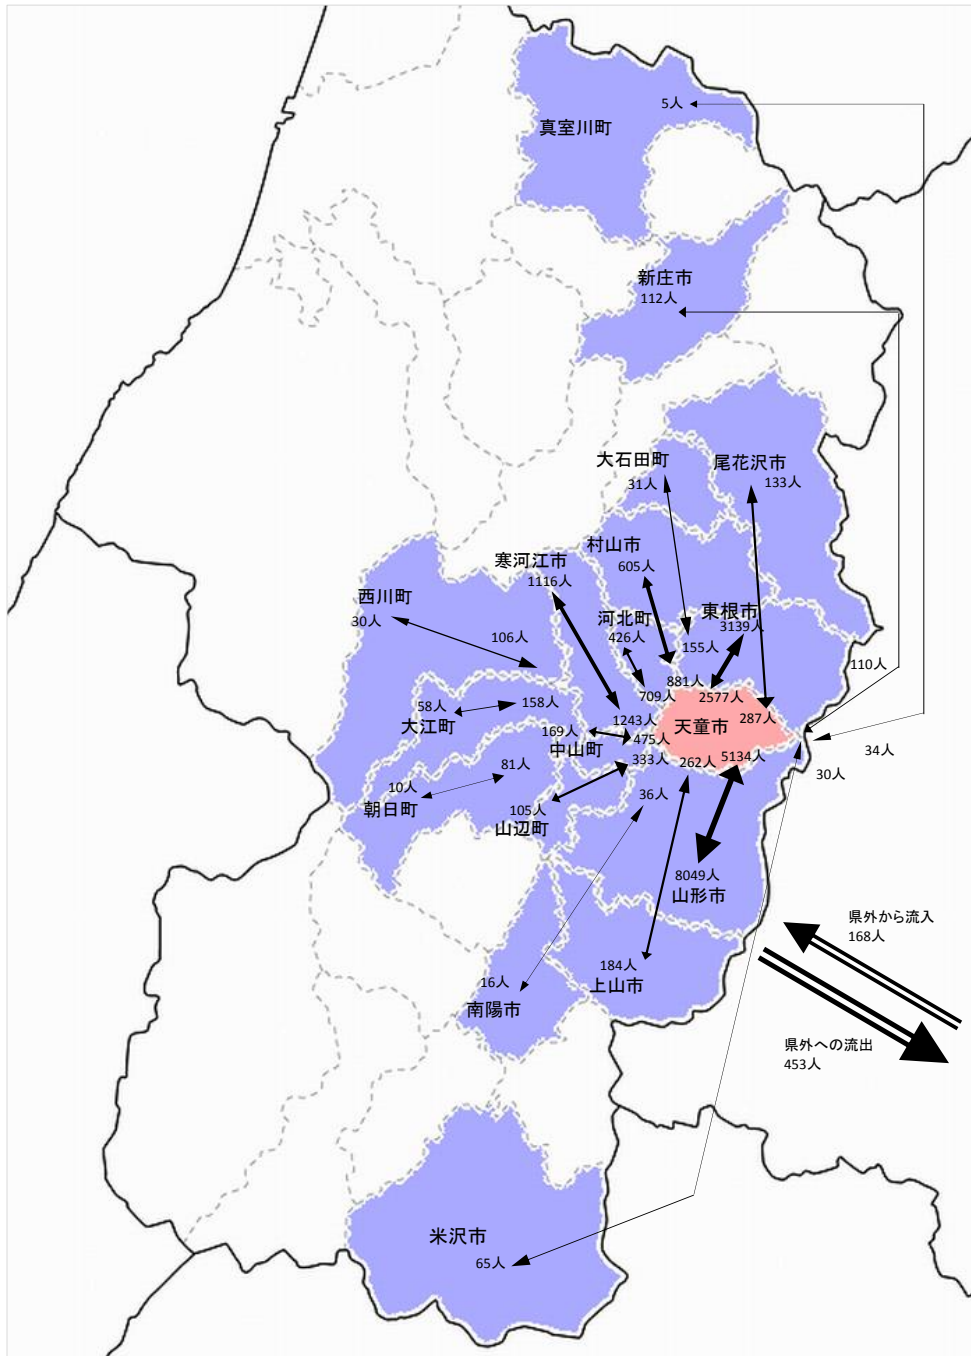 5人
真室川町
新庄市
112人
大石田町
31人
尾花沢市
133人
村山市
605人
寒河江市
1116人
西川町
30人
河北町
426人
東根市
3139人
155人
106人
110人
881人
2577人
709人
58人
158人
大江町
1243人
287人
天童市
169人
475人
中山町
34人
5134人
333人
262人
81人
30人
10人
36人
朝日町
105人
山辺町
8049人
山形市
県外から流入
168人
184人
上山市
16人
南陽市
県外への流出
453人
米沢市
65人